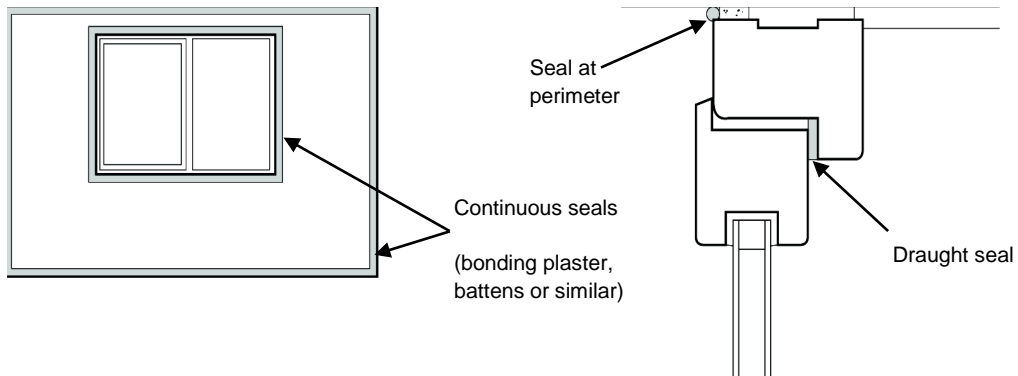 Seal at
perimeter
Continuous seals
(bonding plaster,
battens or similar)
Draught seal